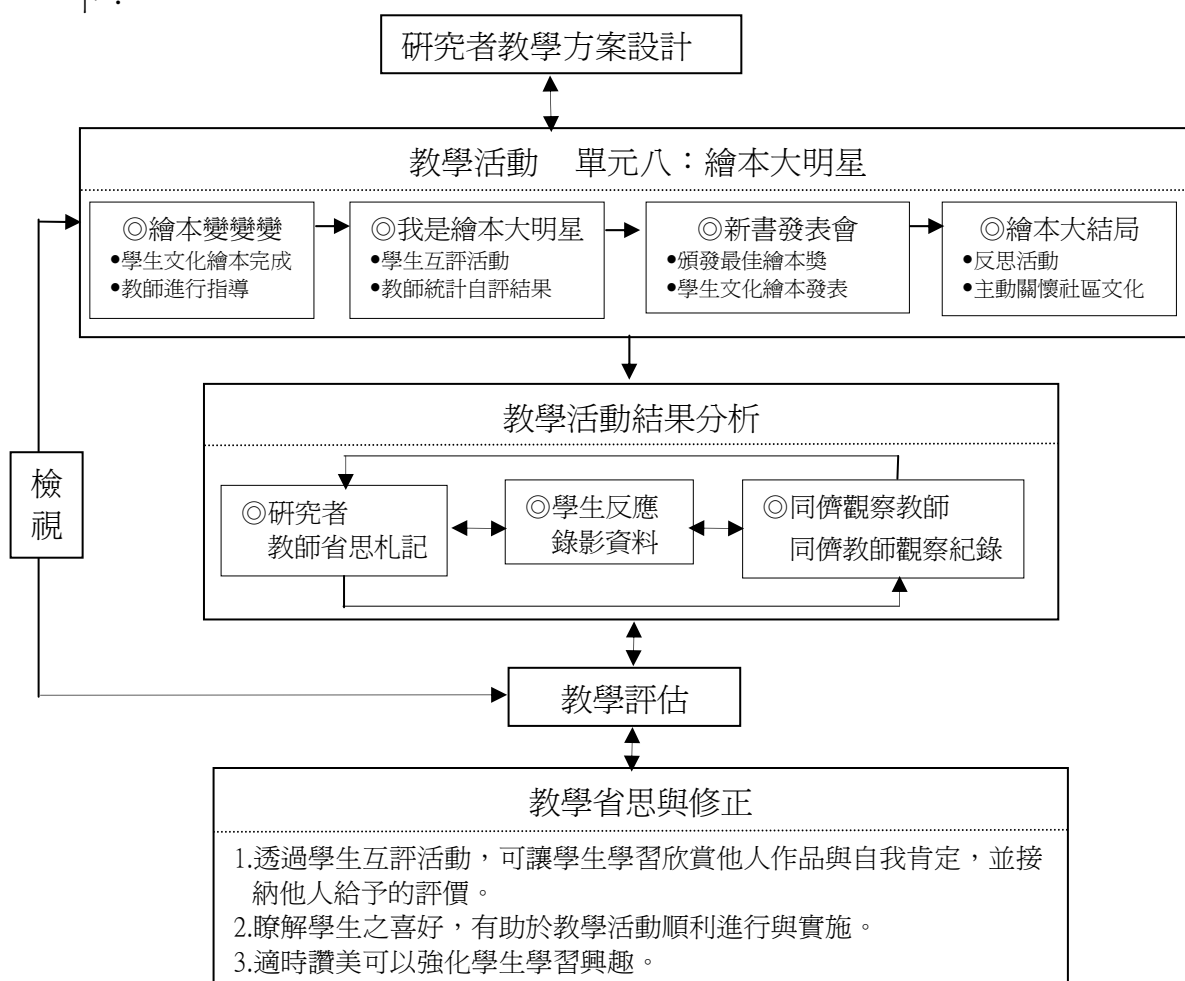 研究者教學方案設計
教學活動　單元八：繪本大明星
◎繪本變變變
•學生文化繪本完成
•教師進行指導
◎我是繪本大明星
•學生互評活動
•教師統計自評結果
◎新書發表會
•頒發最佳繪本獎
•學生文化繪本發表
◎繪本大結局
•反思活動
•主動關懷社區文化
教學活動結果分析
檢
視
◎研究者
教師省思札記
◎學生反應
錄影資料
◎同儕觀察教師
同儕教師觀察紀錄
教學評估
教學省思與修正
1.透過學生互評活動，可讓學生學習欣賞他人作品與自我肯定，並接
納他人給予的評價。
2.瞭解學生之喜好，有助於教學活動順利進行與實施。
3.適時讚美可以強化學生學習興趣。